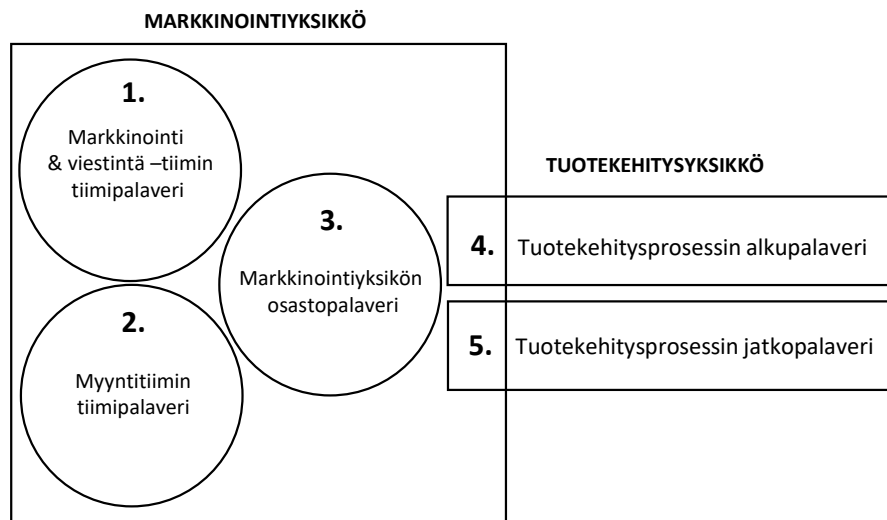 MARKKINOINTIYKSIKKÖ
1.
Markkinointi
& viestintä –tiimin
tiimipalaveri
2.
Myyntitiimin
tiimipalaveri
3.
Markkinointiyksikön
osastopalaveri
TUOTEKEHITYSYKSIKKÖ
4. Tuotekehitysprosessin alkupalaveri
5. Tuotekehitysprosessin jatkopalaveri